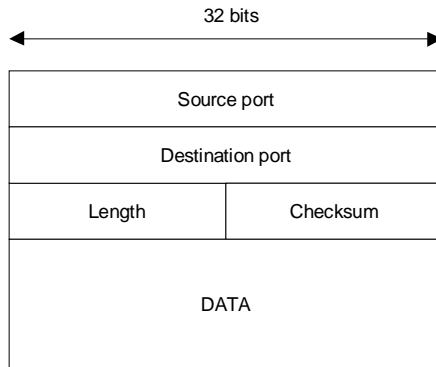 32 bits
Source port
Destination port
Length Checksum
DATA